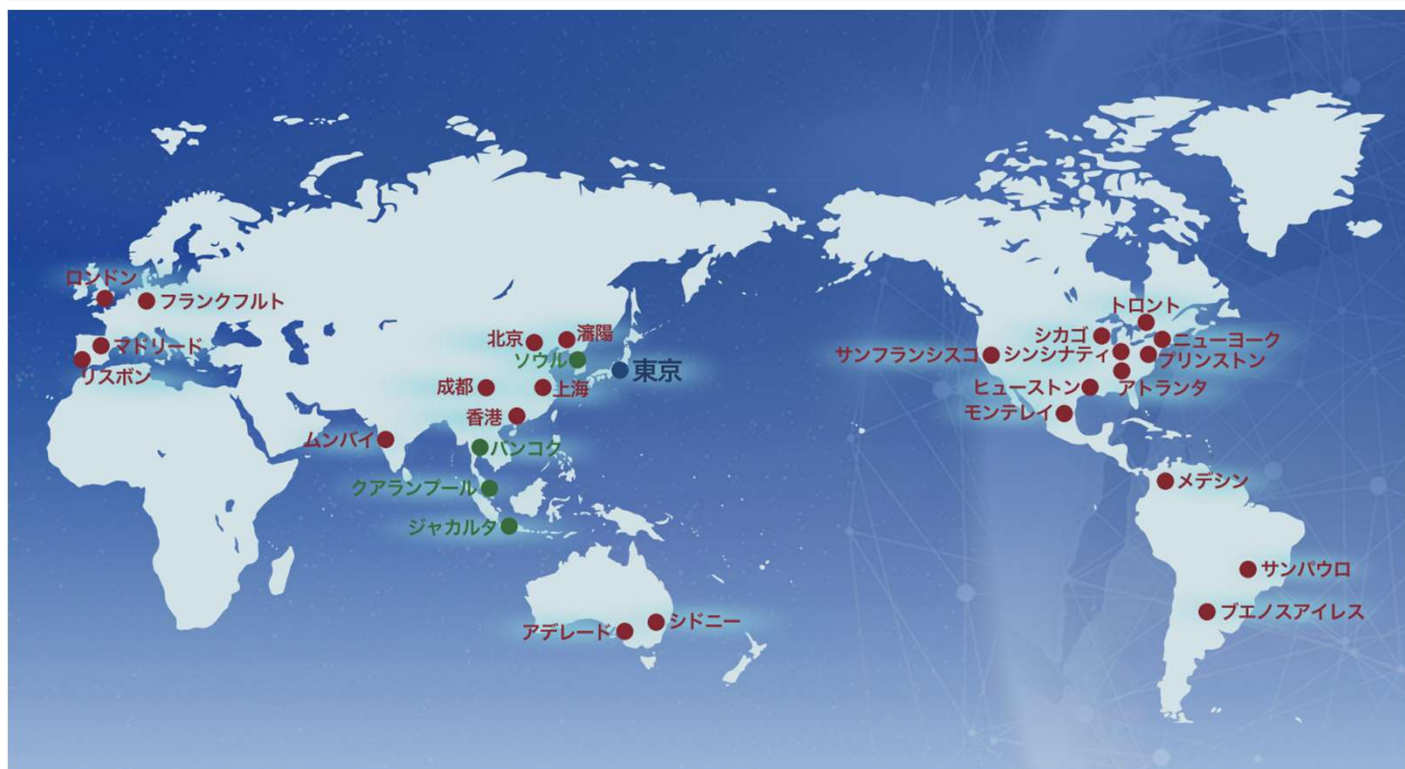 ロンドン
フランクフルト
マドリード
リスボン
北京
瀋陽
ソウル
東京
成都
上海
香港
ムンバイ
バンコク
クアランプール
ジャカルタ
アデレード
シドニー
トロント
シカゴ
ニューヨーク
サンフランシスコ
シンシナティ
プリンストン
ヒューストン
アトランタ
モンテレイ
メデシン
サンパウロ
ブエノスアイレス